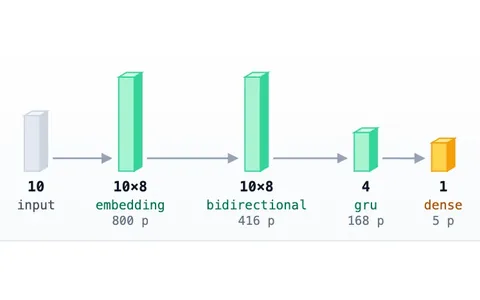 10
input
10×8
embedding
800 p
10×8
bidirectional
416 p
4
gru
168 p
1
dense
5 p